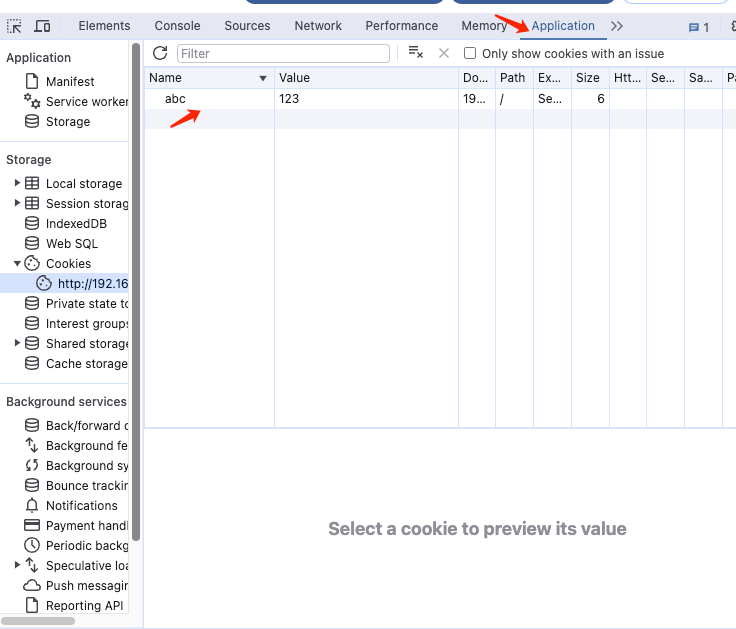 Elements Console Sources Network Performance Memory Application 1
Application
Manifest
Service worker
Storage
Storage
Local storage
Session storag
IndexedDB
Web SQL
Cookies
http://192.16
Private state to
Interest groups
Shared storage
Cache storage
Background services
Back/forward c
Background fe
Background sy
Bounce trackin
Notifications
Payment handl
Periodic backg
Speculative loa
Push messagin
Reporting API
Filter Only show cookies with an issue
Name Value Do... Path Ex... Size Htt... Se... Sa... Pa
abc 123 19... / Se... 6
Select a cookie to preview its value